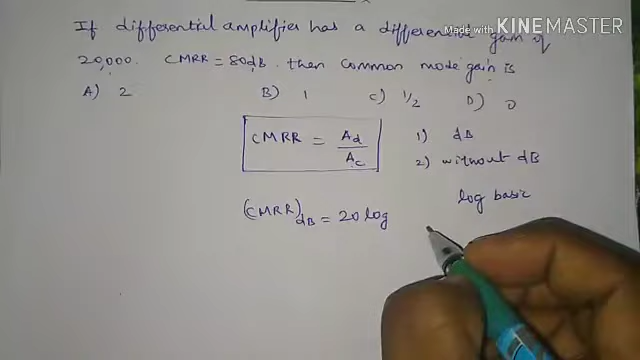 Made with KINEMASTER
If differential amplifies has a differential gain of
20,000. CMRR = 80dB. then common mode gain is
A) 2 B) 1 C) 1/2 D) 0
CMRR = Ad/Ac
1) dB
2) without dB
log basic
(CMRR)dB = 20 log